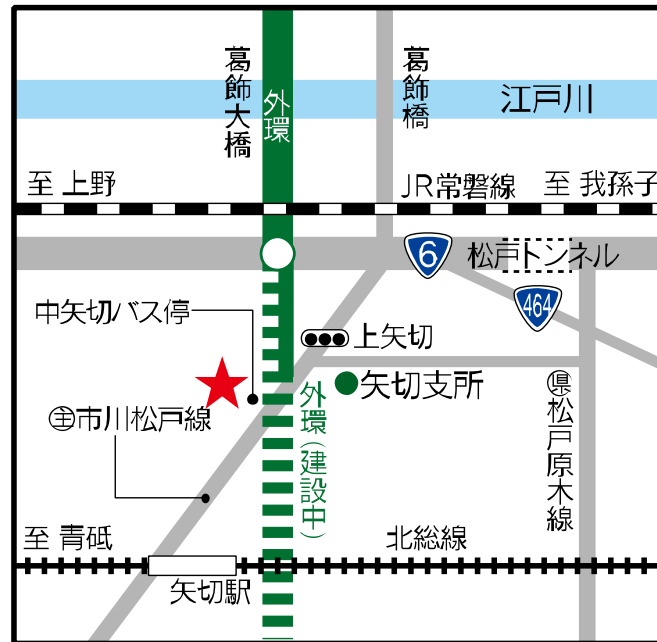 葛飾大橋
外環
葛飾橋
江戸川
至 上野
JR常磐線
至 我孫子
6
松戸トンネル
464
中矢切バス停
上矢切
矢切支所
㊤市川松戸線
外環(建設中)
県松戸原木線
至 青砥
北総線
矢切駅